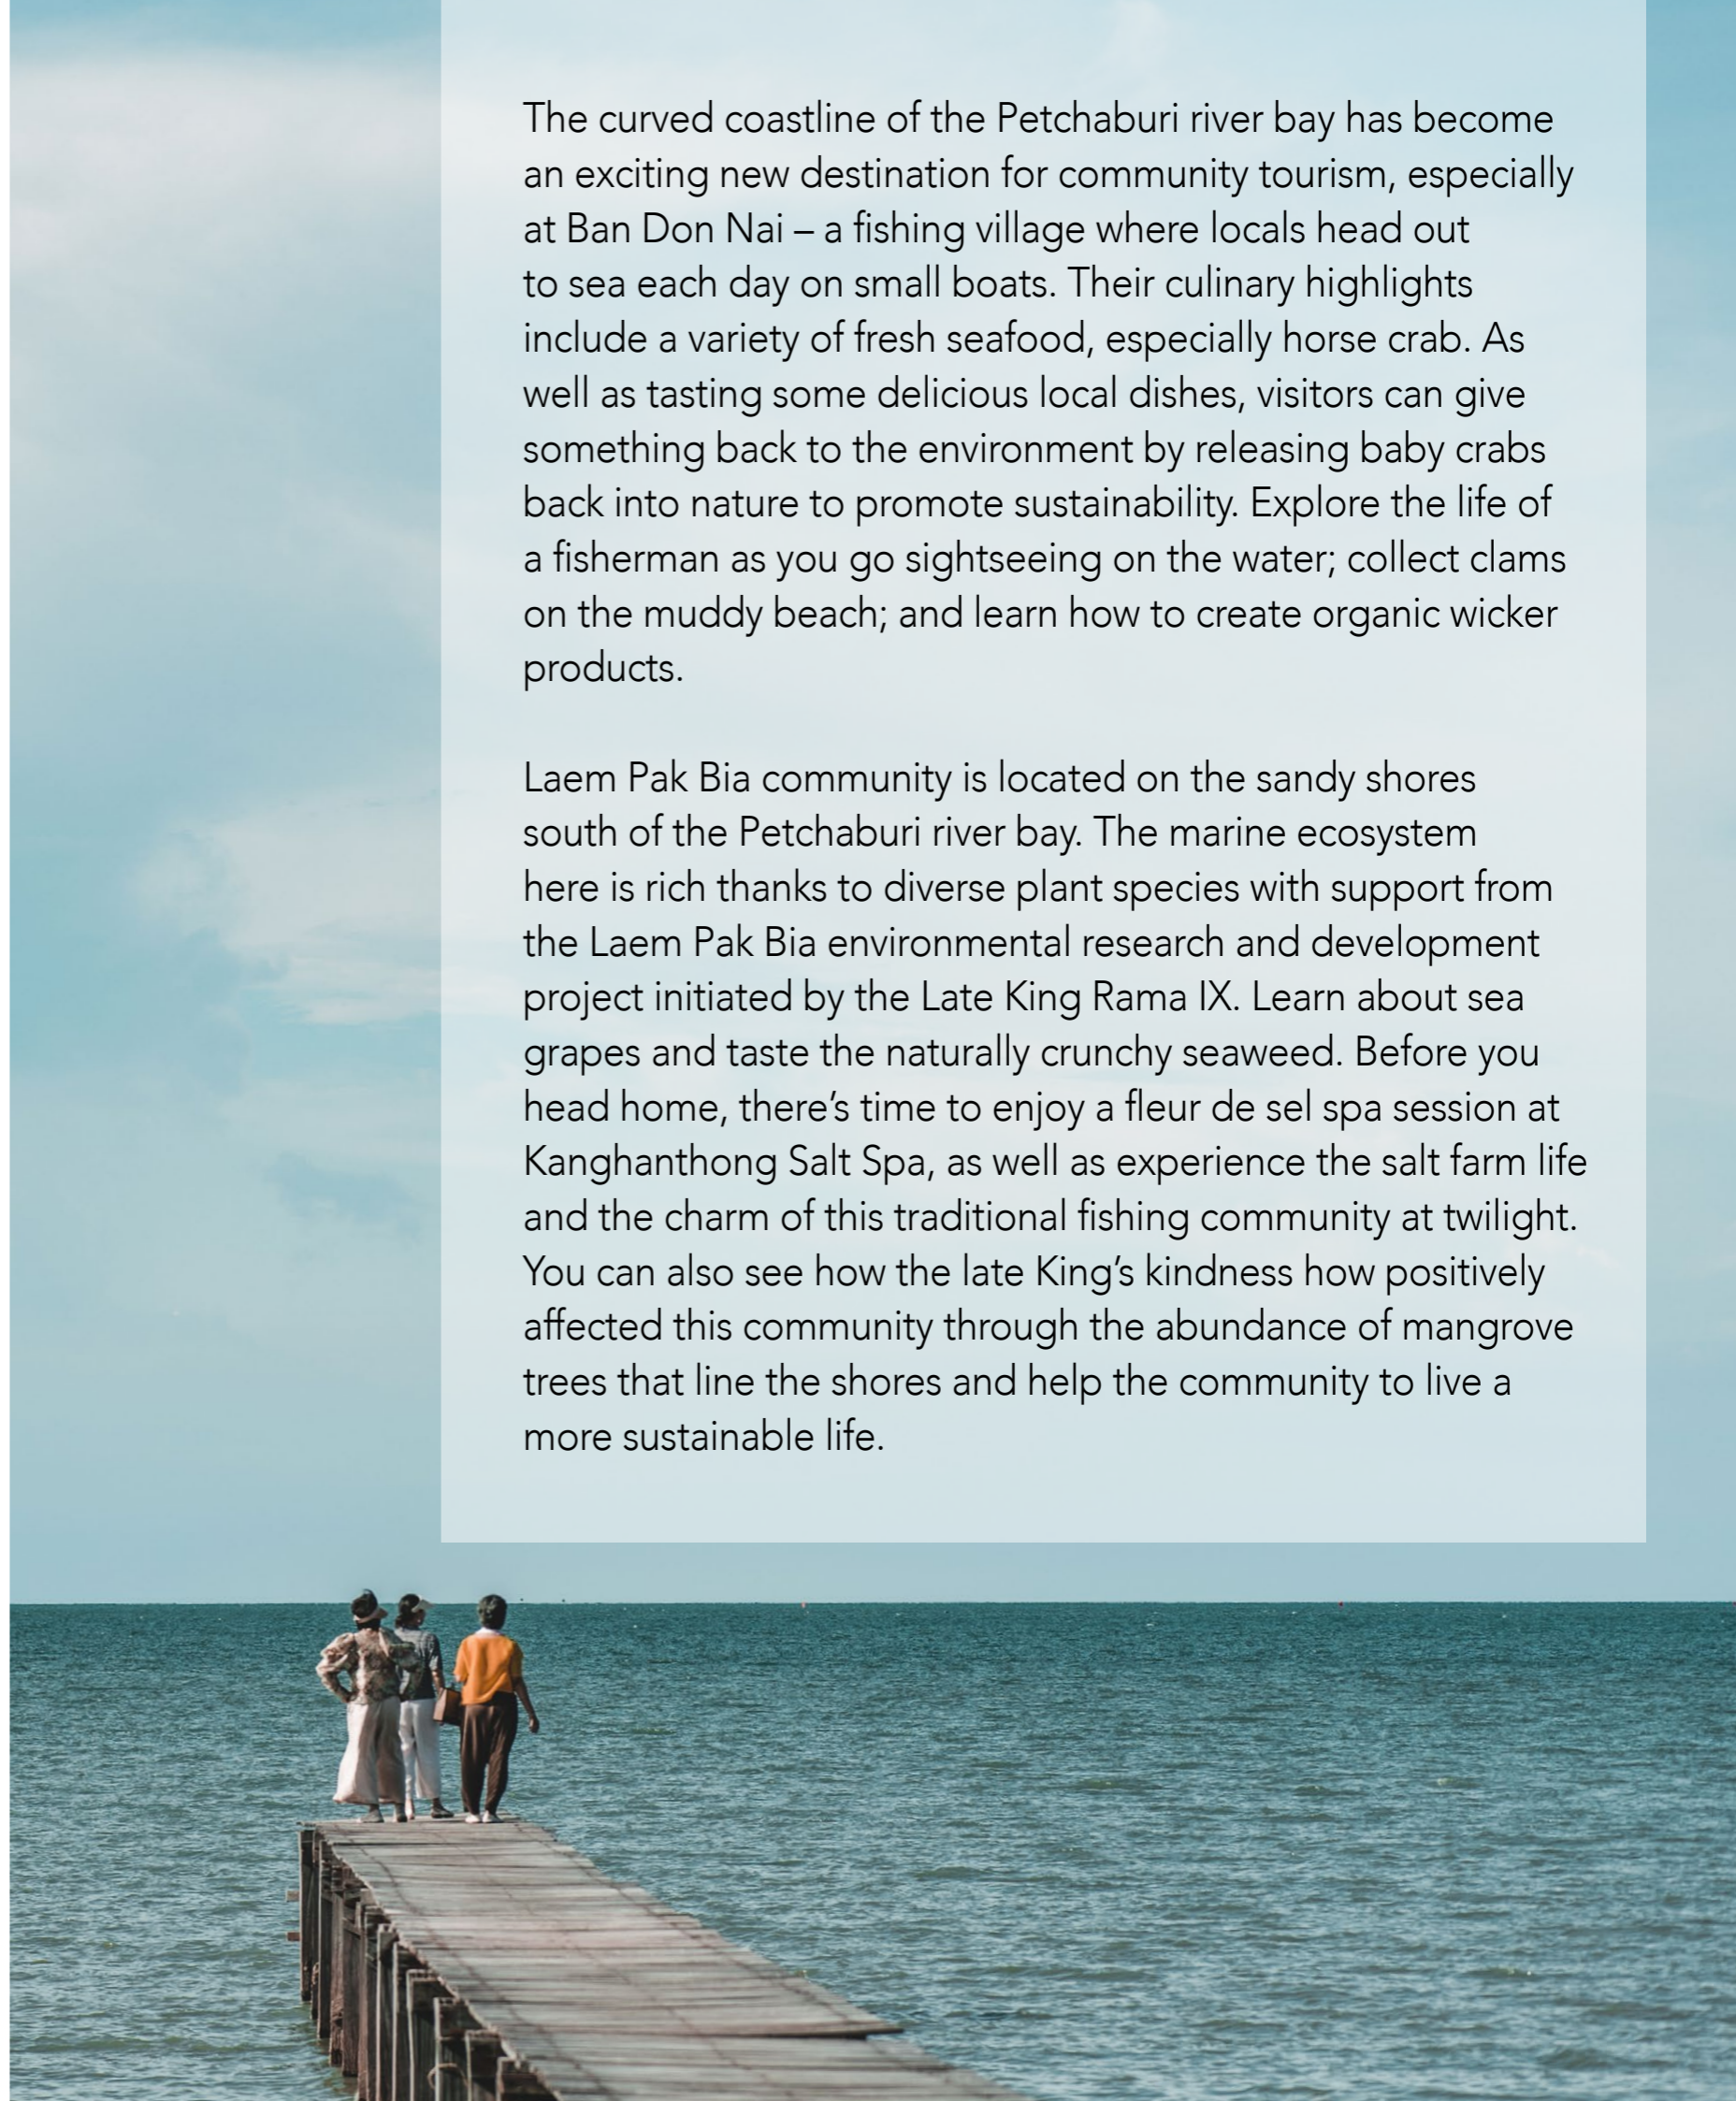 The curved coastline of the Petchaburi river bay has become
an exciting new destination for community tourism, especially
at Ban Don Nai – a fishing village where locals head out
to sea each day on small boats. Their culinary highlights
include a variety of fresh seafood, especially horse crab. As
well as tasting some delicious local dishes, visitors can give
something back to the environment by releasing baby crabs
back into nature to promote sustainability. Explore the life of
a fisherman as you go sightseeing on the water; collect clams
on the muddy beach; and learn how to create organic wicker
products.
Laem Pak Bia community is located on the sandy shores
south of the Petchaburi river bay. The marine ecosystem
here is rich thanks to diverse plant species with support from
the Laem Pak Bia environmental research and development
project initiated by the Late King Rama IX. Learn about sea
grapes and taste the naturally crunchy seaweed. Before you
head home, there’s time to enjoy a fleur de sel spa session at
Kanghanthong Salt Spa, as well as experience the salt farm life
and the charm of this traditional fishing community at twilight.
You can also see how the late King’s kindness how positively
affected this community through the abundance of mangrove
trees that line the shores and help the community to live a
more sustainable life.